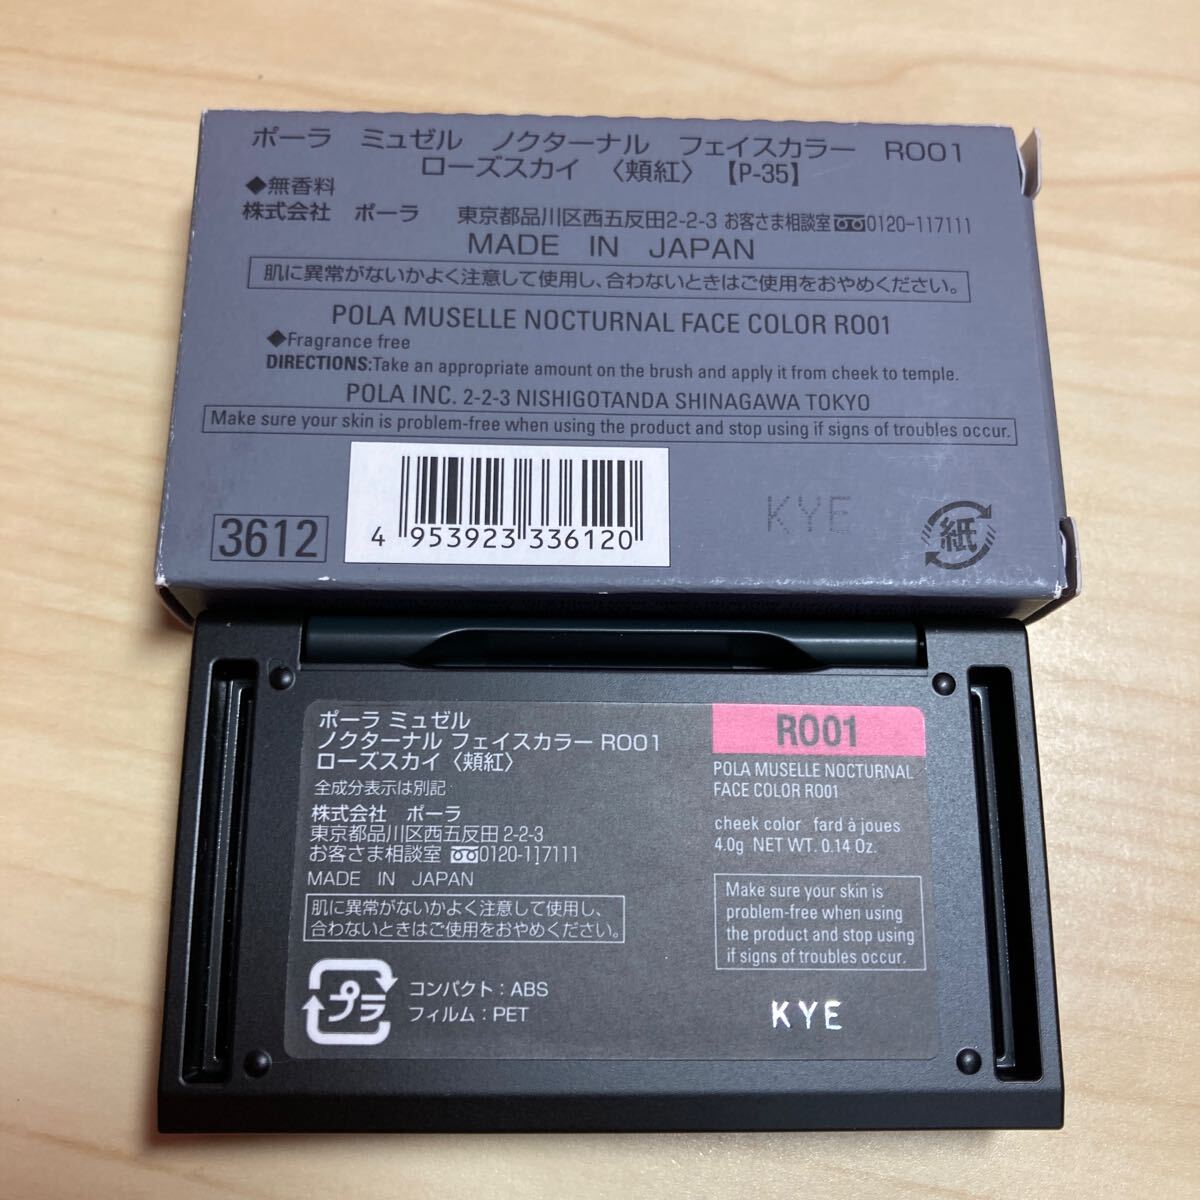 ポーラ ミュゼル ノクターナル フェイスカラー RO01
ローズスカイ 〈頬紅〉【P-35】
◆無香料
株式会社 ポーラ 東京都品川区西五反田2-2-3 お客さま相談室 0120-117111
MADE IN JAPAN
肌に異常がないかよく注意して使用し、合わないときはご使用をおやめください。
POLA MUSELLE NOCTURNAL FACE COLOR RO01
◆Fragrance free
DIRECTIONS:Take an appropriate amount on the brush and apply it from cheek to temple.
POLA INC. 2-2-3 NISHIGOTANDA SHINAGAWA TOKYO
Make sure your skin is problem-free when using the product and stop using if signs of troubles occur.
3612
4 953923 336120
KYE
紙
ポーラ ミュゼル
ノクターナル フェイスカラー RO01
ローズスカイ〈頬紅〉
全成分表示は別記
株式会社 ポーラ
東京都品川区西五反田 2-2-3
お客さま相談室 0120-117111
MADE IN JAPAN
肌に異常がないかよく注意して使用し、
合わないときはご使用をおやめください。
プラ
コンパクト：ABS
フィルム：PET
RO01
POLA MUSELLE NOCTURNAL
FACE COLOR RO01
cheek color fard à joues
4.0g NET WT. 0.14 Oz.
Make sure your skin is
problem-free when using
the product and stop using
if signs of troubles occur.
KYE